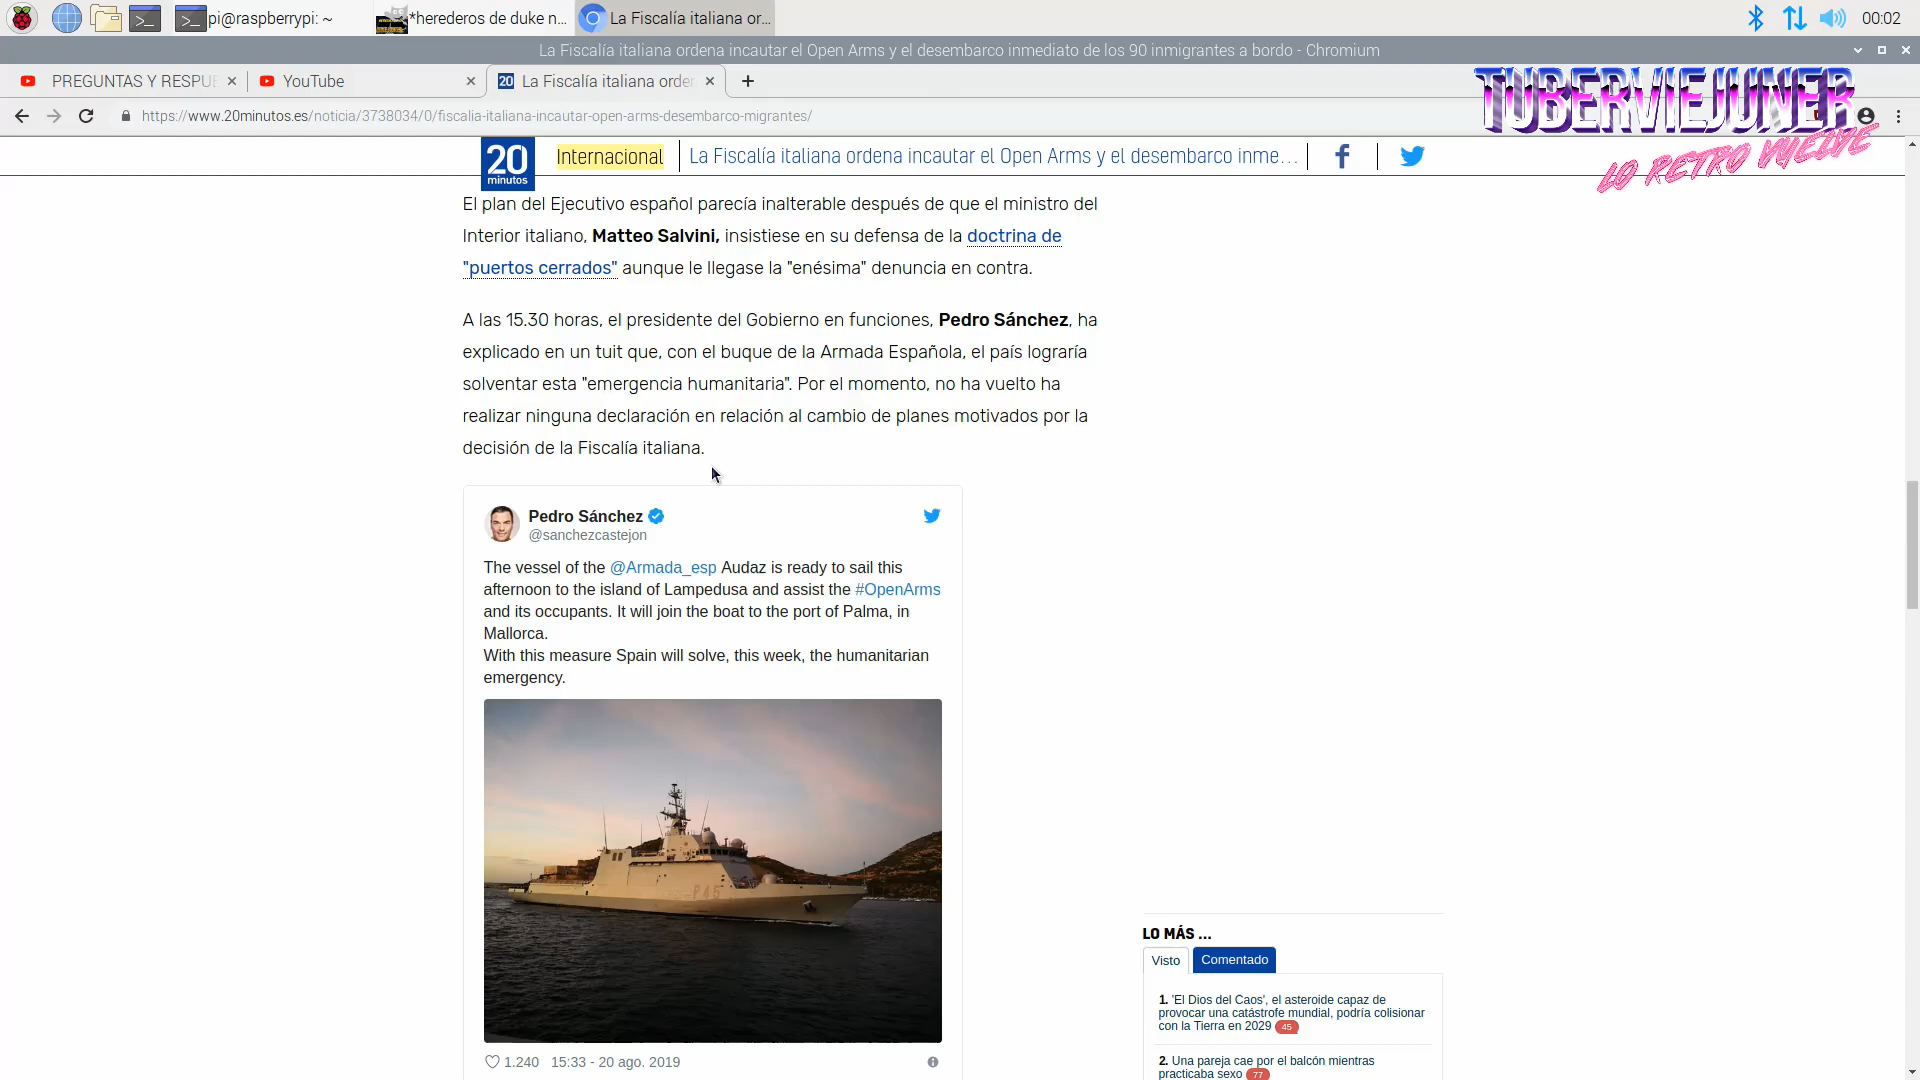 pi@raspberrypi: ~
*herederos de duke n...
La Fiscalía italiana or...
00:02
La Fiscalía italiana ordena incautar el Open Arms y el desembarco inmediato de los 90 inmigrantes a bordo - Chromium
PREGUNTAS Y RESPUE
YouTube
La Fiscalía italiana orden
TUBERVIEJUNER
LO RETRO VUELVE
https://www.20minutos.es/noticia/3738034/0/fiscalia-italiana-incautar-open-arms-desembarco-migrantes/
20
minutos
Internacional
La Fiscalía italiana ordena incautar el Open Arms y el desembarco inme...
El plan del Ejecutivo español parecía inalterable después de que el ministro del
Interior italiano, Matteo Salvini, insistiese en su defensa de la doctrina de
"puertos cerrados" aunque le llegase la "enésima" denuncia en contra.
A las 15.30 horas, el presidente del Gobierno en funciones, Pedro Sánchez, ha
explicado en un tuit que, con el buque de la Armada Española, el país lograría
solventar esta "emergencia humanitaria". Por el momento, no ha vuelto ha
realizar ninguna declaración en relación al cambio de planes motivados por la
decisión de la Fiscalía italiana.
Pedro Sánchez
@sanchezcastejon
The vessel of the @Armada_esp Audaz is ready to sail this
afternoon to the island of Lampedusa and assist the #OpenArms
and its occupants. It will join the boat to the port of Palma, in
Mallorca.
With this measure Spain will solve, this week, the humanitarian
emergency.
P45
1.240 15:33 - 20 ago. 2019
LO MÁS ...
Visto
Comentado
1. 'El Dios del Caos', el asteroide capaz de
provocar una catástrofe mundial, podría colisionar
con la Tierra en 2029 45
2. Una pareja cae por el balcón mientras
practicaba sexo 77